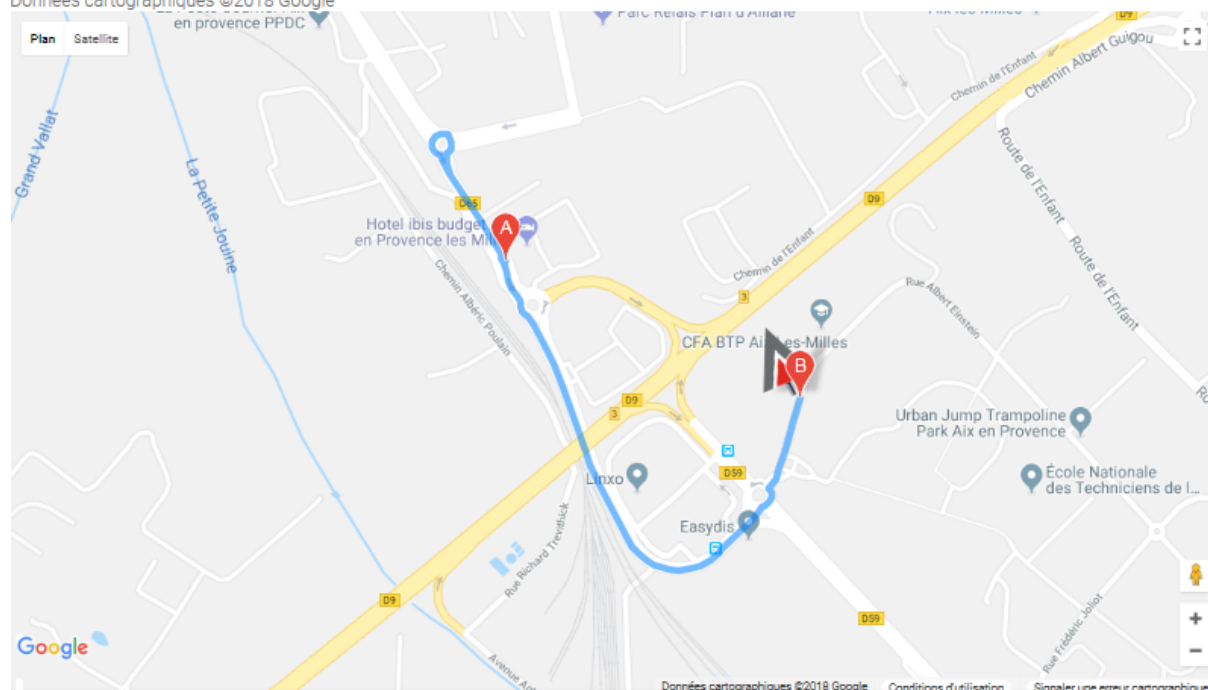 Données cartographiques ©2018 Google
en provence PPDC
Parc Relais Plan d'Aillane
D9
Plan Satellite
Chemin Albert Guigou
Chemin de l'Enfant
Grand Vallat
La Petite Jouine
Route de l'Enfant
D65
D9
Hotel ibis budget
en Provence les Mill
A
Chemin de l'Enfant
Route de l'Enfant
Chemin Albéric Poulain
3
Rue Albert Einstein
CFA BTP Aix-Les-Milles
B
D9
3
Urban Jump Trampoline
Park Aix en Provence
D59
Linxo
École Nationale
des Techniciens de l...
Easydis
Rue Richard Trevithick
D9
D59
Rue Frédéric Joliot
Google
Avenue
Données cartographiques ©2018 Google Conditions d'utilisation Signaler une erreur cartographique